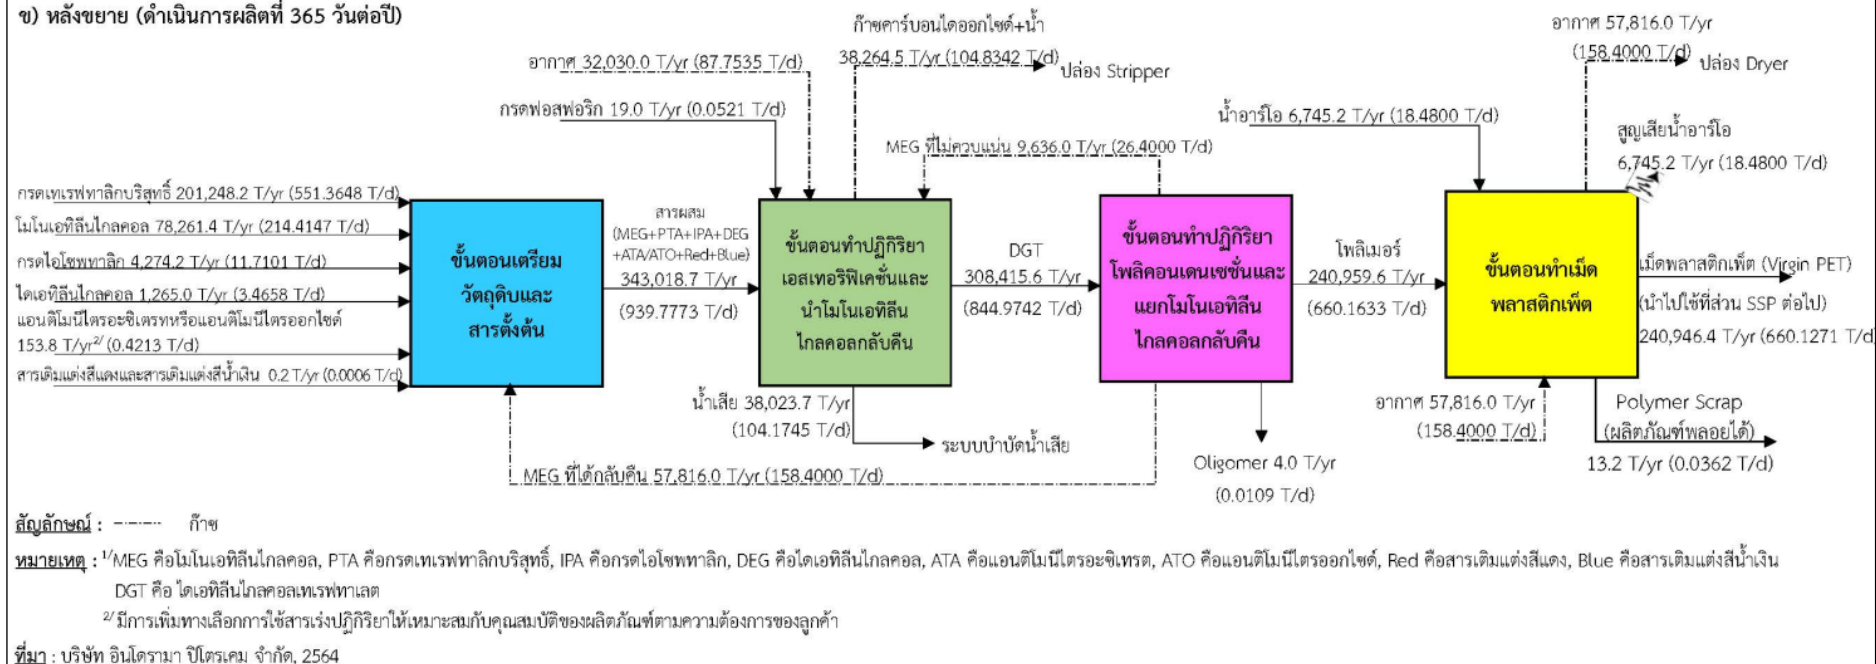 ข) หลังขยาย (ดำเนินการผลิตที่ 365 วันต่อปี)
ก๊าซคาร์บอนไดออกไซด์+น้ำ
38,264.5 T/yr (104.8342 T/d)
ปล่อง Stripper
อากาศ 32,030.0 T/yr (87.7535 T/d)
กรดฟอสฟอริก 19.0 T/yr (0.0521 T/d)
MEG ที่ไม่ควบแน่น 9,636.0 T/yr (26.4000 T/d)
อากาศ 57,816.0 T/yr
(158.4000 T/d)
ปล่อง Dryer
น้ำอาร์โอ 6,745.2 T/yr (18.4800 T/d)
สูญเสียน้ำอาร์โอ
6,745.2 T/yr (18.4800 T/d)
กรดเทเรฟทาลิกบริสุทธิ์ 201,248.2 T/yr (551.3648 T/d)
โมโนเอทิลีนไกลคอล 78,261.4 T/yr (214.4147 T/d)
กรดไอโซพทาลิก 4,274.2 T/yr (11.7101 T/d)
ไดเอทิลีนไกลคอล 1,265.0 T/yr (3.4658 T/d)
แอนติโมนีไตรอะซิเตรทหรือแอนติโมนีไตรออกไซด์
153.8 T/yr2/ (0.4213 T/d)
สารเติมแต่งสีแดงและสารเติมแต่งสีน้ำเงิน 0.2 T/yr (0.0006 T/d)
ขั้นตอนเตรียม
วัตถุดิบและ
สารตั้งต้น
สารผสม
(MEG+PTA+IPA+DEG
+ATA/ATO+Red+Blue)
343,018.7 T/yr
(939.7773 T/d)
ขั้นตอนทำปฏิกิริยา
เอสเทอริฟิเคชั่นและ
นำโมโนเอทิลีน
ไกลคอลกลับคืน
DGT
308,415.6 T/yr
(844.9742 T/d)
ขั้นตอนทำปฏิกิริยา
โพลิคอนเดนเซชั่นและ
แยกโมโนเอทิลีน
ไกลคอลกลับคืน
โพลิเมอร์
240,959.6 T/yr
(660.1633 T/d)
ขั้นตอนทำเม็ด
พลาสติกเพ็ต
เม็ดพลาสติกเพ็ต (Virgin PET)
(นำไปใช้ที่ส่วน SSP ต่อไป)
240,946.4 T/yr (660.1271 T/d
น้ำเสีย 38,023.7 T/yr
(104.1745 T/d)
ระบบบำบัดน้ำเสีย
MEG ที่ได้กลับคืน 57,816.0 T/yr (158.4000 T/d)
Oligomer 4.0 T/yr
(0.0109 T/d)
อากาศ 57,816.0 T/yr
(158.4000 T/d)
Polymer Scrap
(ผลิตภัณฑ์พลอยได้)
13.2 T/yr (0.0362 T/d)
สัญลักษณ์ : ก๊าซ
หมายเหตุ : 1/MEG คือโมโนเอทิลีนไกลคอล, PTA คือกรดเทเรฟทาลิกบริสุทธิ์, IPA คือกรดไอโซพทาลิก, DEG คือไดเอทิลีนไกลคอล, ATA คือแอนติโมนีไตรอะซิเทรต, ATO คือแอนติโมนีไตรออกไซด์, Red คือสารเติมแต่งสีแดง, Blue คือสารเติมแต่งสีน้ำเงิน
DGT คือ ไดเอทิลีนไกลคอลเทเรฟทาเลต
2/ มีการเพิ่มทางเลือกการใช้สารเร่งปฏิกิริยาให้เหมาะสมกับคุณสมบัติของผลิตภัณฑ์ตามความต้องการของลูกค้า
ที่มา : บริษัท อินโดรามา ปิโตรเคม จำกัด, 2564